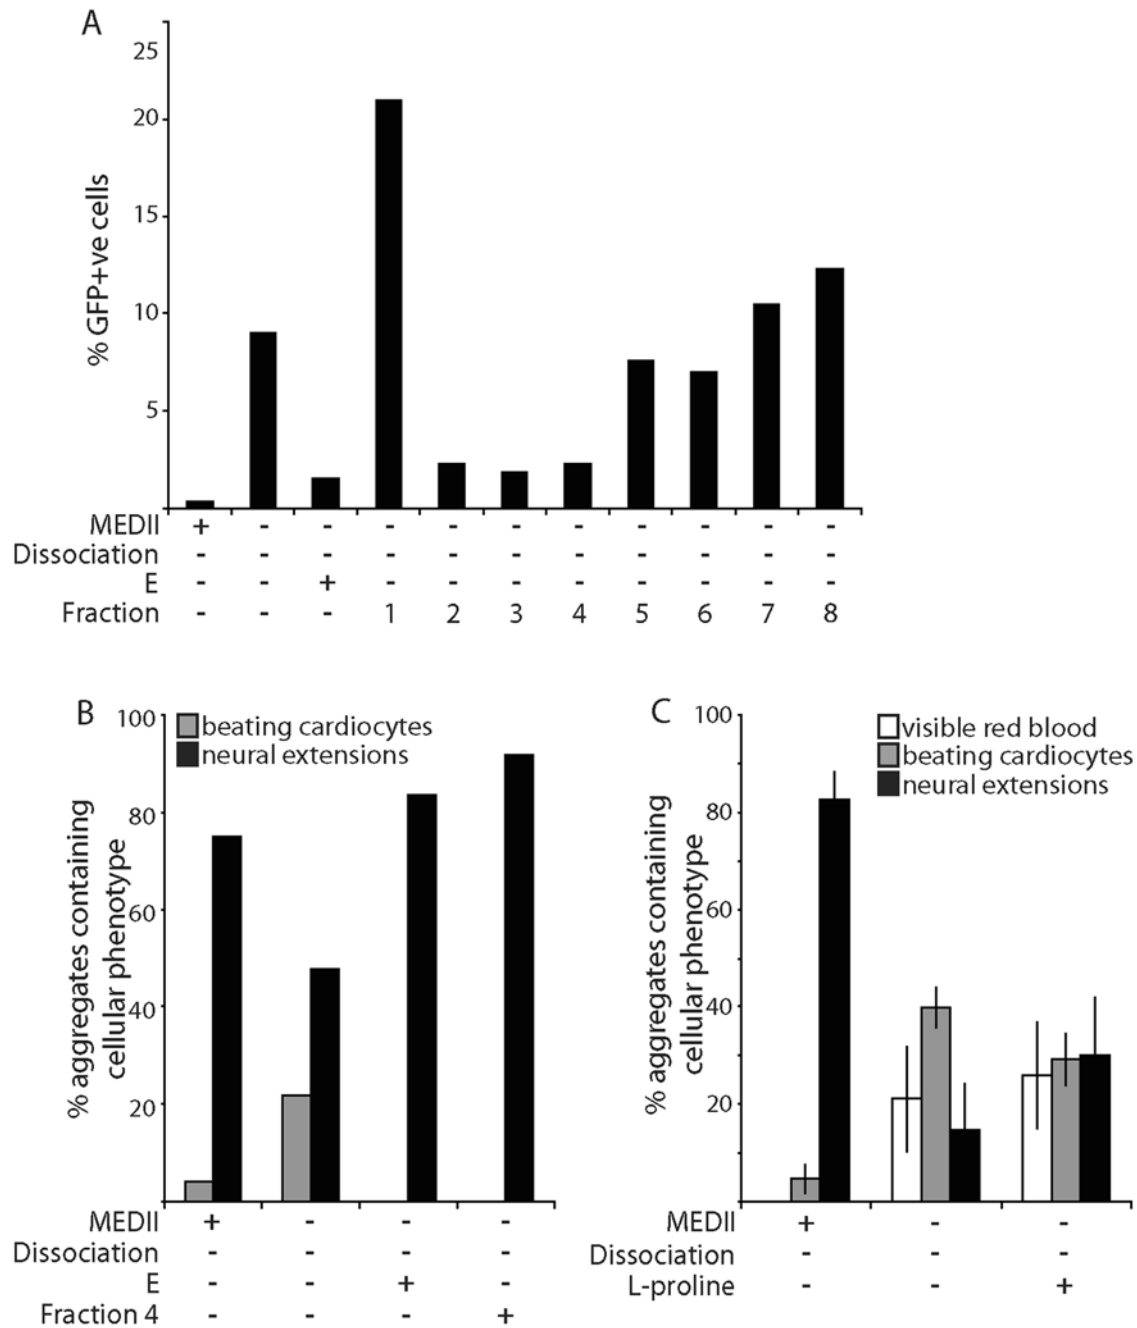 A
% GFP+ve cells
25
20
15
10
5
MEDII + - - - - - - - - - -
Dissociation - - - - - - - - - - -
E - - + - - - - - - - -
Fraction - - - 1 2 3 4 5 6 7 8
B
% aggregates containing
cellular phenotype
100
80
60
40
20
beating cardiocytes
neural extensions
MEDII + - - -
Dissociation - - - -
E - - + -
Fraction 4 - - - +
C
% aggregates containing
cellular phenotype
100
80
60
40
20
visible red blood
beating cardiocytes
neural extensions
MEDII + - -
Dissociation - - -
L-proline - - +